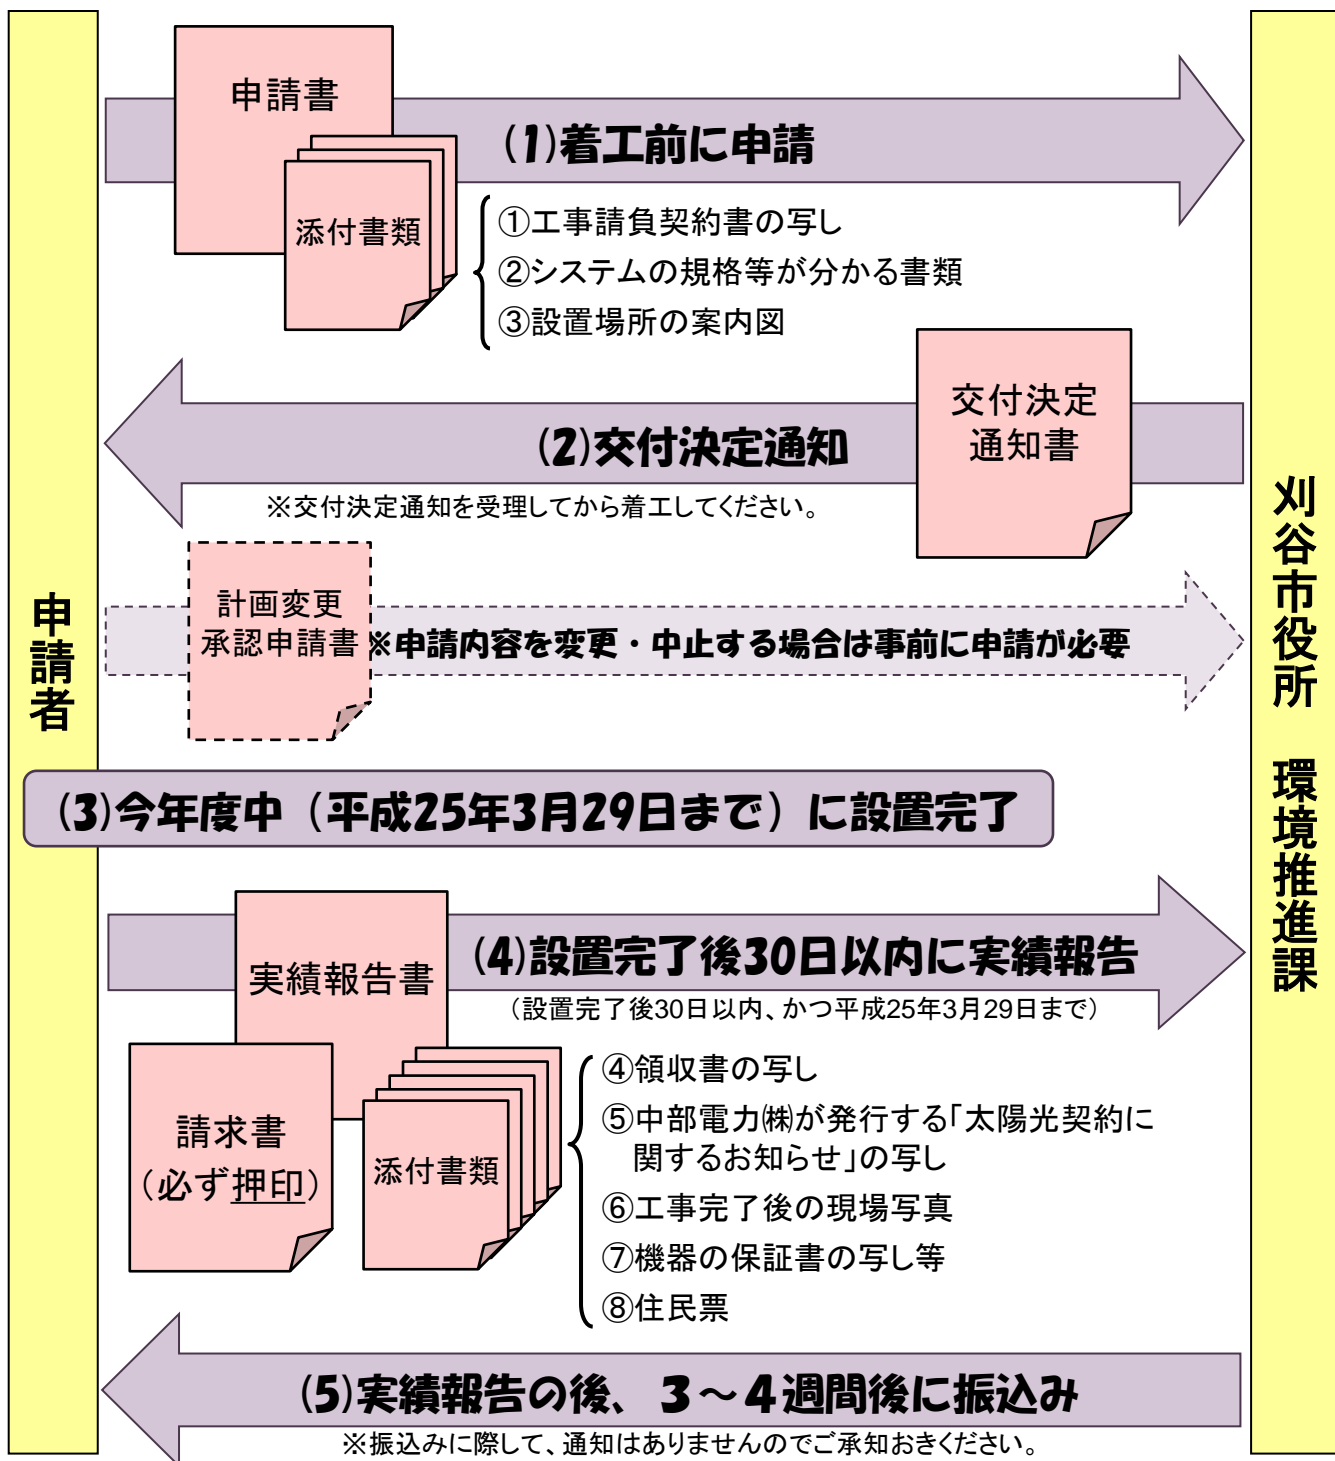 申請書
(1)着工前に申請
添付書類
①工事請負契約書の写し
②システムの規格等が分かる書類
③設置場所の案内図
交付決定
通知書
(2)交付決定通知
※交付決定通知を受理してから着工してください。
申請者
刈谷市役所　環境推進課
計画変更
承認申請書
※申請内容を変更・中止する場合は事前に申請が必要
(3)今年度中（平成25年3月29日まで）に設置完了
実績報告書
(4)設置完了後30日以内に実績報告
（設置完了後30日以内、かつ平成25年3月29日まで）
請求書
（必ず押印）
添付書類
④領収書の写し
⑤中部電力㈱が発行する「太陽光契約に
関するお知らせ」の写し
⑥工事完了後の現場写真
⑦機器の保証書の写し等
⑧住民票
(5)実績報告の後、３～４週間後に振込み
※振込みに際して、通知はありませんのでご承知おきください。